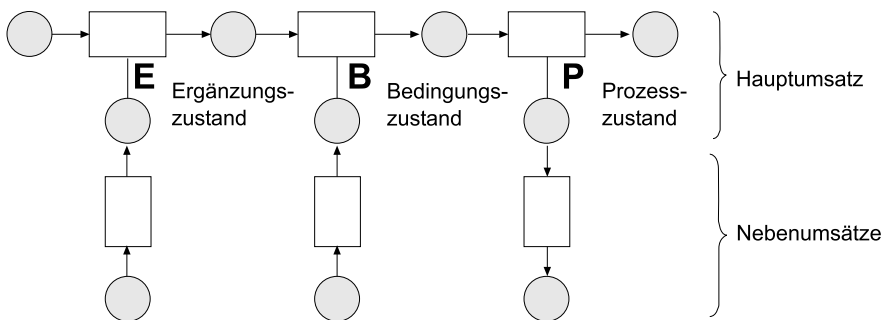 E
Ergänzungs-
zustand
B
Bedingungs-
zustand
P
Prozess-
zustand
Hauptumsatz
Nebenumsätze